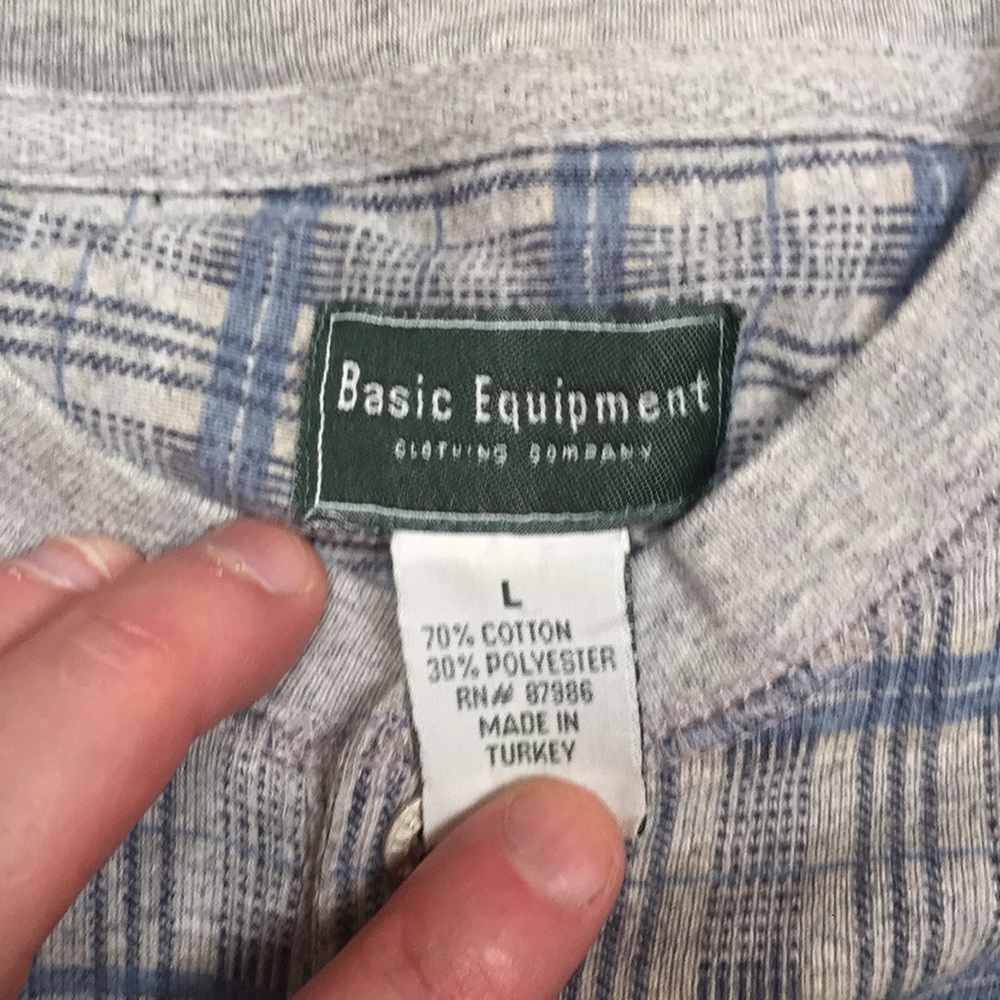 Basic Equipment
CLOTHING COMPANY
L
70% COTTON
30% POLYESTER
RN# 87986
MADE IN
TURKEY